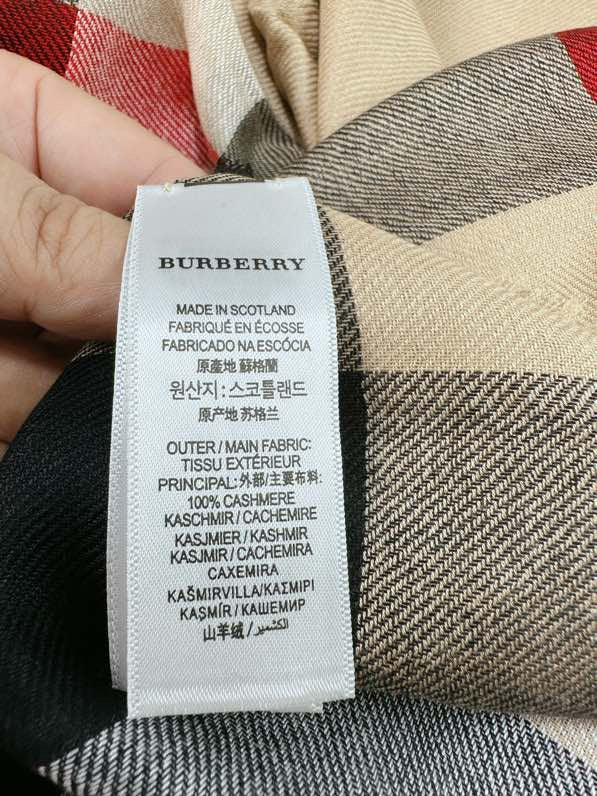 BURBERRY
MADE IN SCOTLAND
FABRIQUÉ EN ÉCOSSE
FABRICADO NA ESCÓCIA
原產地 蘇格蘭
원산지 : 스코틀랜드
原产地 苏格兰
OUTER / MAIN FABRIC:
TISSU EXTÉRIEUR
PRINCIPAL: 外部/主要布料:
100% CASHMERE
KASCHMIR / CACHEMIRE
KASJMIER / KASHMIR
KASJMIR / CACHEMIRA
CAXEMIRA
KAŠMIRVILLA/ΚΑΣΜΙΡΙ
KAŞMİR / КАШЕМИР
山羊绒 / الكشمير